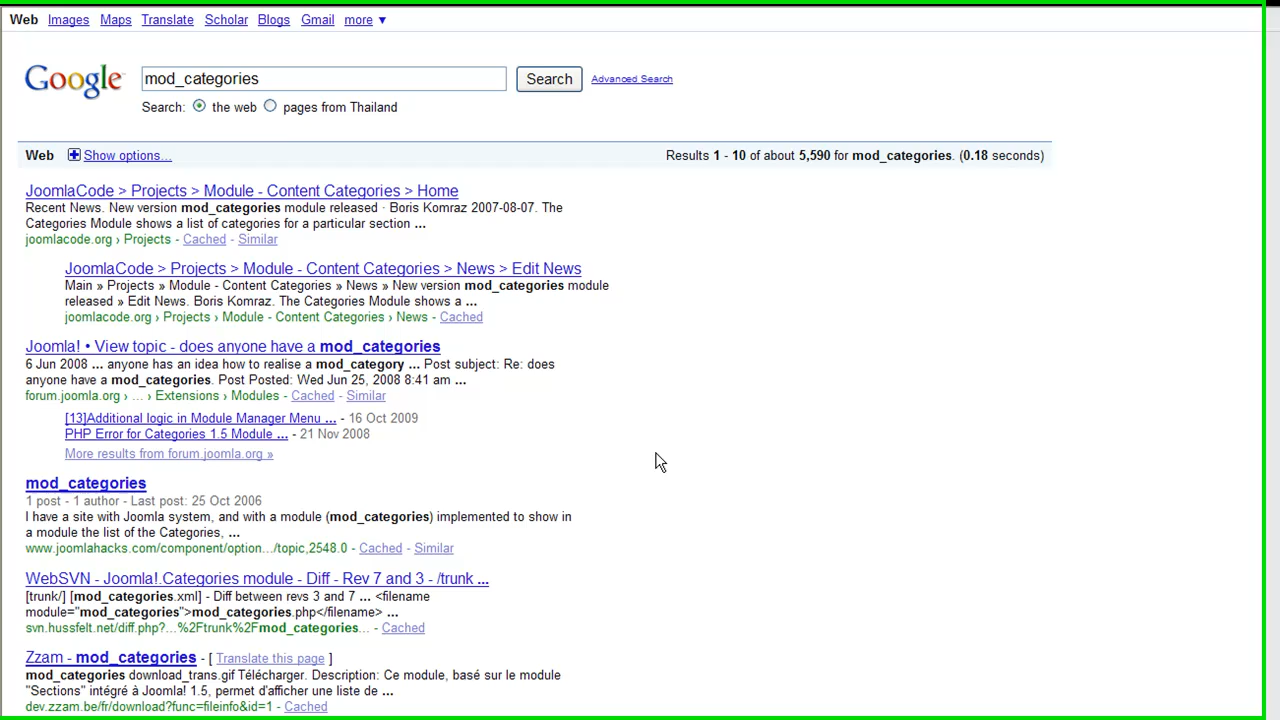 Web Images Maps Translate Scholar Blogs Gmail more ▼
Google mod_categories Search Advanced Search
Search: the web pages from Thailand
Web Show options... Results 1 - 10 of about 5,590 for mod_categories. (0.18 seconds)
JoomlaCode > Projects > Module - Content Categories > Home
Recent News. New version mod_categories module released · Boris Komraz 2007-08-07. The
Categories Module shows a list of categories for a particular section ...
joomlacode.org › Projects - Cached - Similar
JoomlaCode > Projects > Module - Content Categories > News > Edit News
Main » Projects » Module - Content Categories » News » New version mod_categories module
released » Edit News. Boris Komraz. The Categories Module shows a ...
joomlacode.org › Projects › Module - Content Categories › News - Cached
Joomla! • View topic - does anyone have a mod_categories
6 Jun 2008 ... anyone has an idea how to realise a mod_category ... Post subject: Re: does
anyone have a mod_categories. Post Posted: Wed Jun 25, 2008 8:41 am ...
forum.joomla.org › ... › Extensions › Modules - Cached - Similar
[13]Additional logic in Module Manager Menu ... - 16 Oct 2009
PHP Error for Categories 1.5 Module ... - 21 Nov 2008
More results from forum.joomla.org »
mod_categories
1 post - 1 author - Last post: 25 Oct 2006
I have a site with Joomla system, and with a module (mod_categories) implemented to show in
a module the list of the Categories, ...
www.joomlahacks.com/component/option.../topic,2548.0 - Cached - Similar
WebSVN - Joomla!.Categories module - Diff - Rev 7 and 3 - /trunk ...
[trunk/] [mod_categories.xml] - Diff between revs 3 and 7 ... <filename
module="mod_categories">mod_categories.php</filename> ...
svn.hussfelt.net/diff.php?...%2Ftrunk%2Fmod_categories... - Cached
Zzam - mod_categories - [ Translate this page ]
mod_categories download_trans.gif Télécharger. Description: Ce module, basé sur le module
"Sections" intégré à Joomla! 1.5, permet d'afficher une liste de ...
dev.zzam.be/fr/download?func=fileinfo&id=1 - Cached